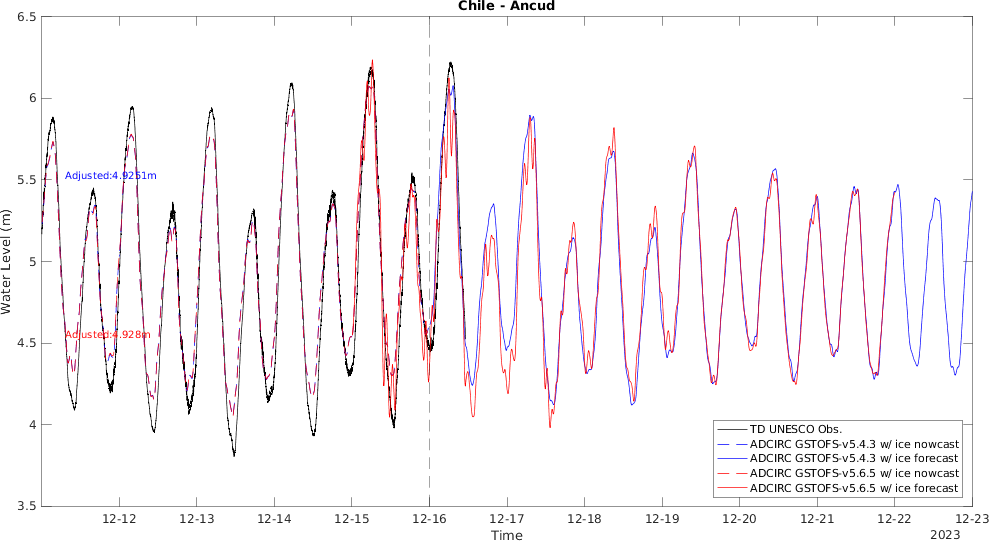 Chile - Ancud
6.5
6
5.5
5
4.5
4
3.5
Water Level (m)
Adjusted:4.9251m
Adjusted:4.928m
TD UNESCO Obs.
ADCIRC GSTOFS-v5.4.3 w/ ice nowcast
ADCIRC GSTOFS-v5.4.3 w/ ice forecast
ADCIRC GSTOFS-v5.6.5 w/ ice nowcast
ADCIRC GSTOFS-v5.6.5 w/ ice forecast
12-12 12-13 12-14 12-15 12-16 12-17 12-18 12-19 12-20 12-21 12-22 12-23
Time
2023